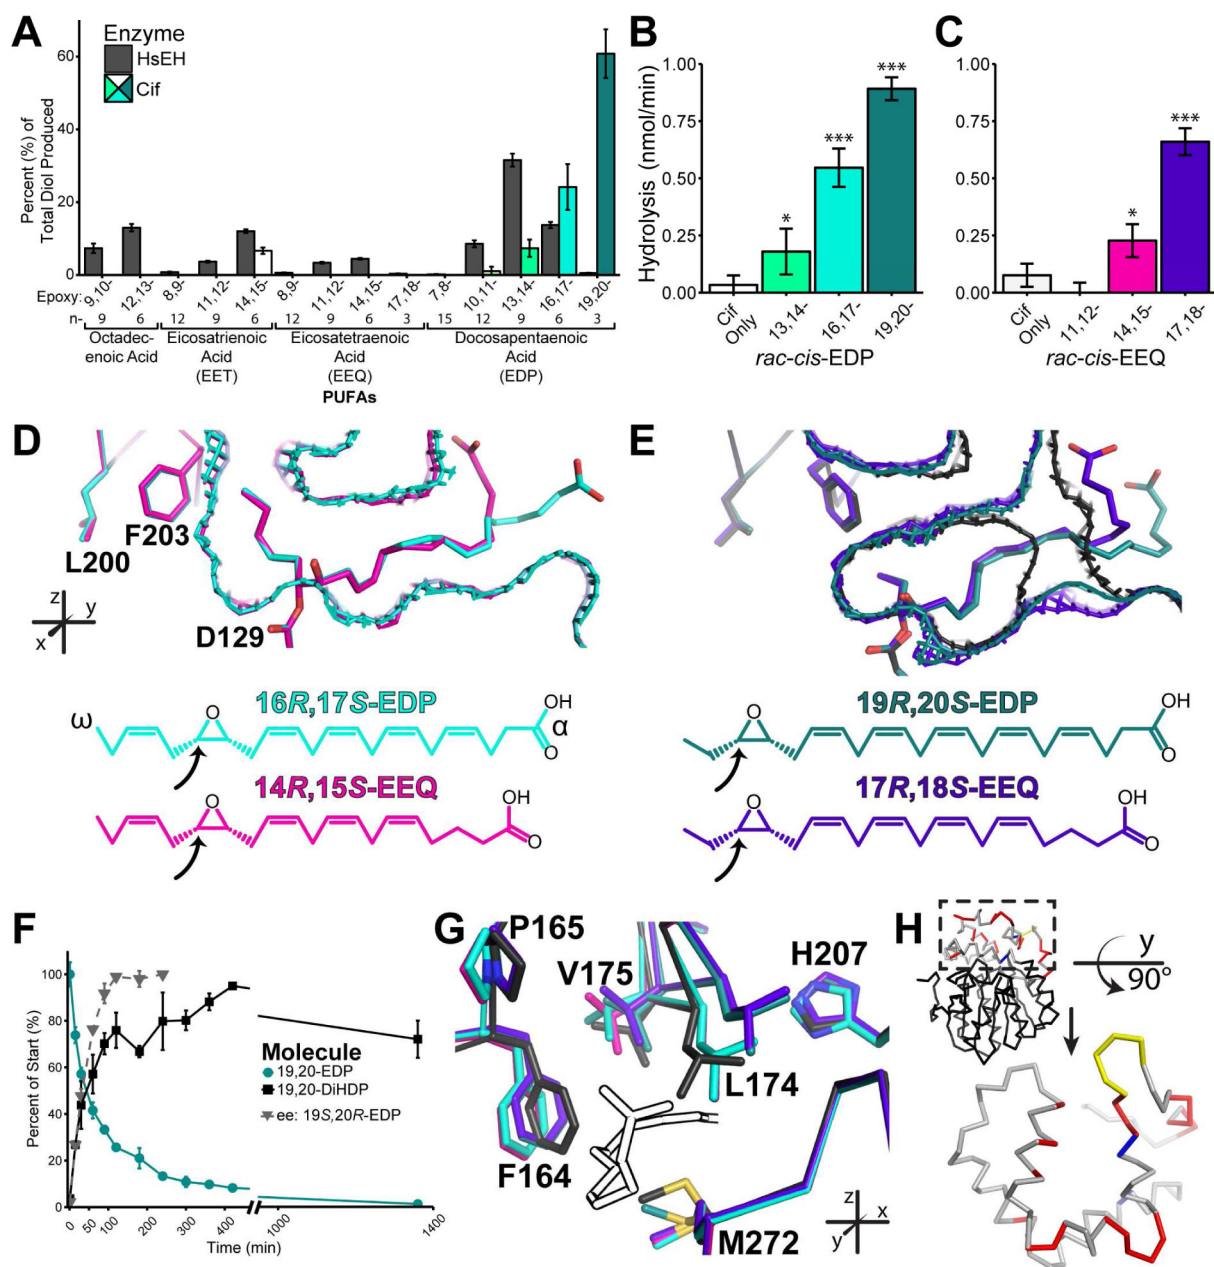 A
Enzyme
HsEH
Cif
Percent (%) of
Total Diol Produced
60
40
20
0
Epoxy: 9,10- 12,13- 8,9- 11,12- 14,15- 8,9- 11,12- 14,15- 17,18- 7,8- 10,11- 13,14- 16,17- 19,20-
n- 9 6 12 9 6 12 9 6 3 15 12 9 6 3
Octadec-
enoic Acid
Eicosatrienoic
Acid
(EET)
Eicosatetraenoic
Acid
(EEQ)
Docosapentaenoic
Acid
(EDP)
PUFAs
B
Hydrolysis (nmol/min)
1.00
0.75
0.50
0.25
0.00
*
***
***
Cif
Only
13,14-
16,17-
19,20-
rac-cis-EDP
C
1.00
0.75
0.50
0.25
0.00
*
***
Cif
Only
11,12-
14,15-
17,18-
rac-cis-EEQ
D
L200
F203
D129
z
y
x
16R,17S-EDP
ω
O
OH
α
O
14R,15S-EEQ
O
OH
O
E
19R,20S-EDP
O
OH
O
17R,18S-EEQ
O
OH
O
F
Percent of Start (%)
100
80
60
40
20
0
Molecule
19,20-EDP
19,20-DiHDP
ee: 19S,20R-EDP
0 50 100 200 300 400 1000 1400
Time (min)
G
P165
V175
H207
L174
F164
M272
z
x
y
H
y
90°